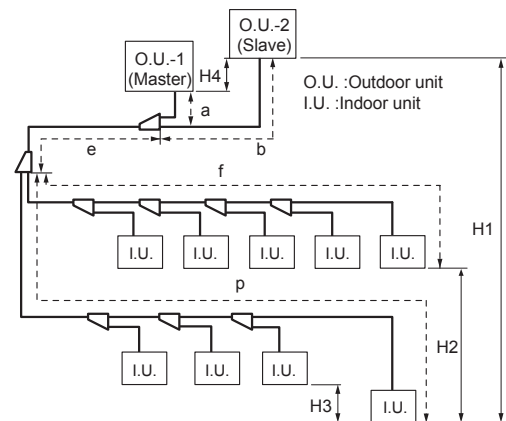 O.U.-2
(Slave)
O.U.-1
(Master)
H4
O.U. :Outdoor unit
I.U. :Indoor unit
a
e
b
f
H1
I.U.
I.U.
I.U.
I.U.
I.U.
p
H2
I.U.
I.U.
I.U.
H3
I.U.